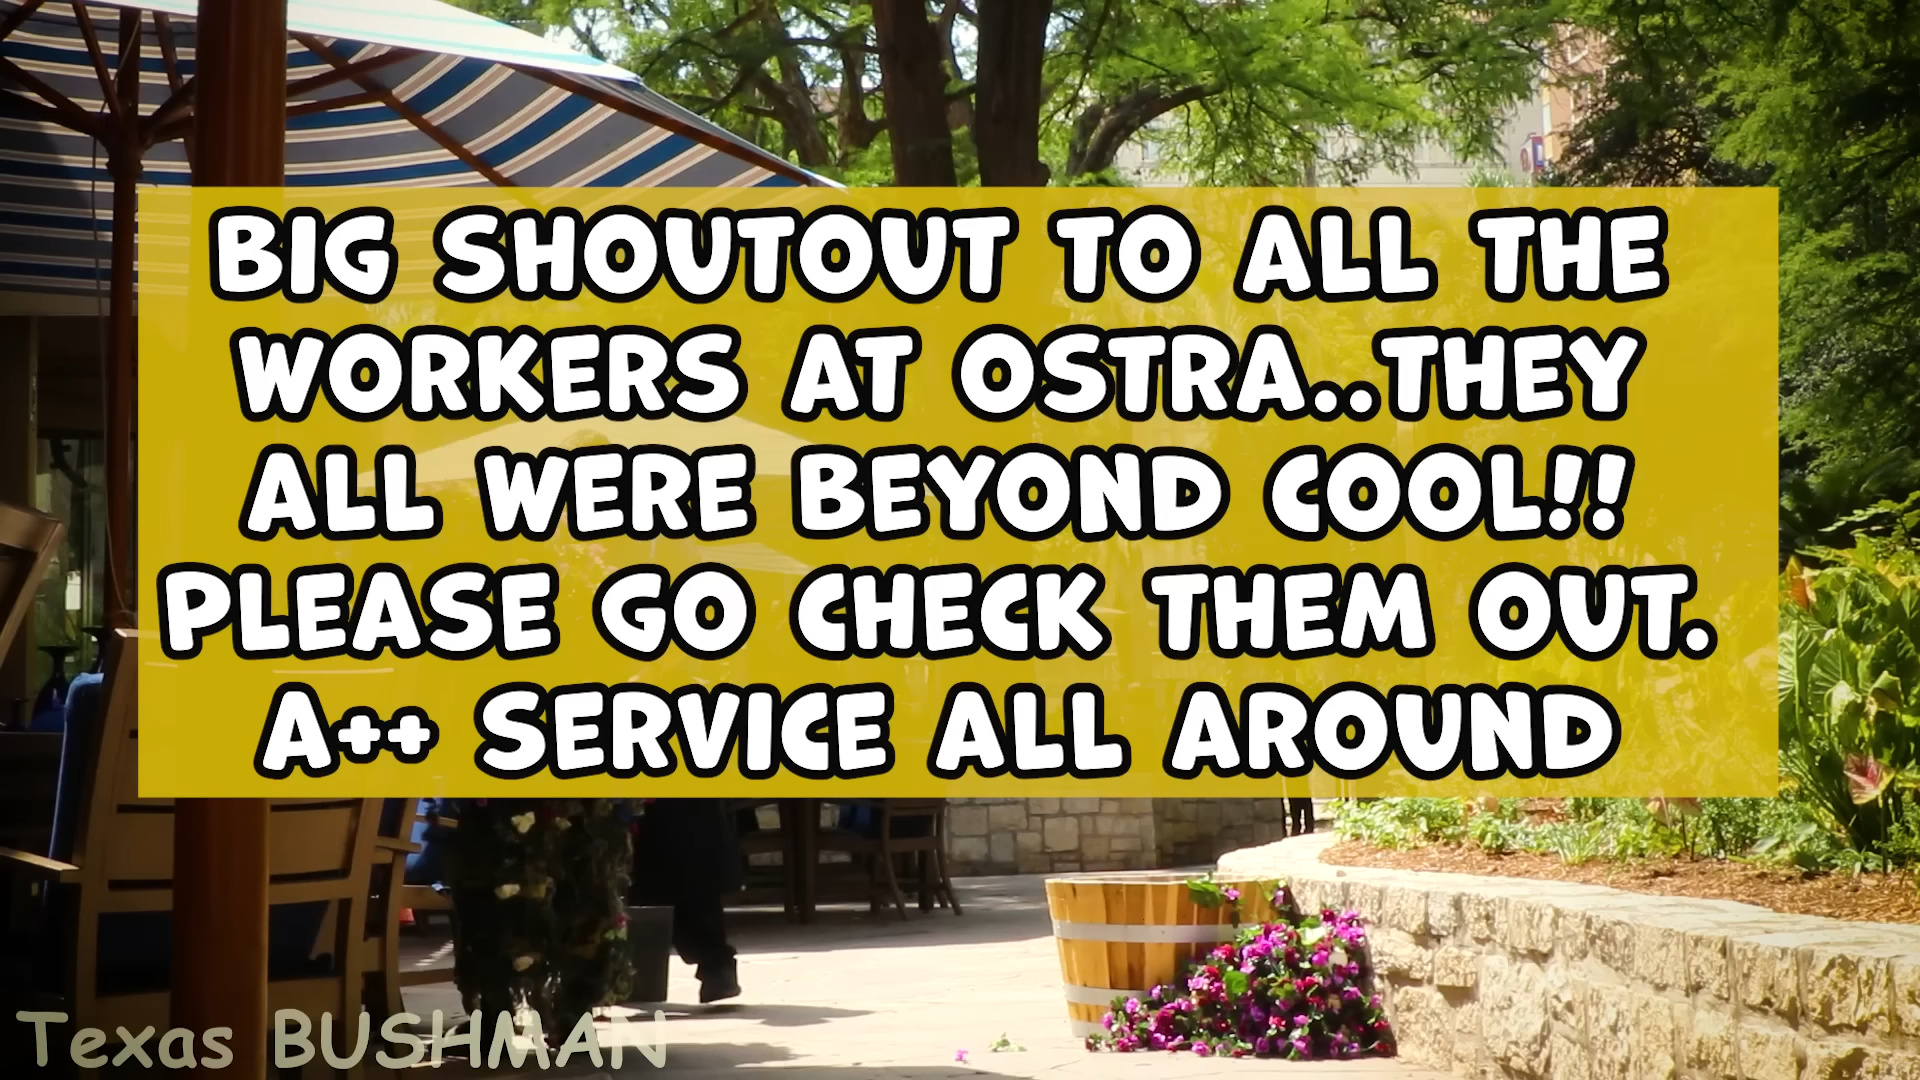 BIG SHOUTOUT TO ALL THE
WORKERS AT OSTRA..THEY
ALL WERE BEYOND COOL!!
PLEASE GO CHECK THEM OUT.
A++ SERVICE ALL AROUND
Texas BUSHMAN